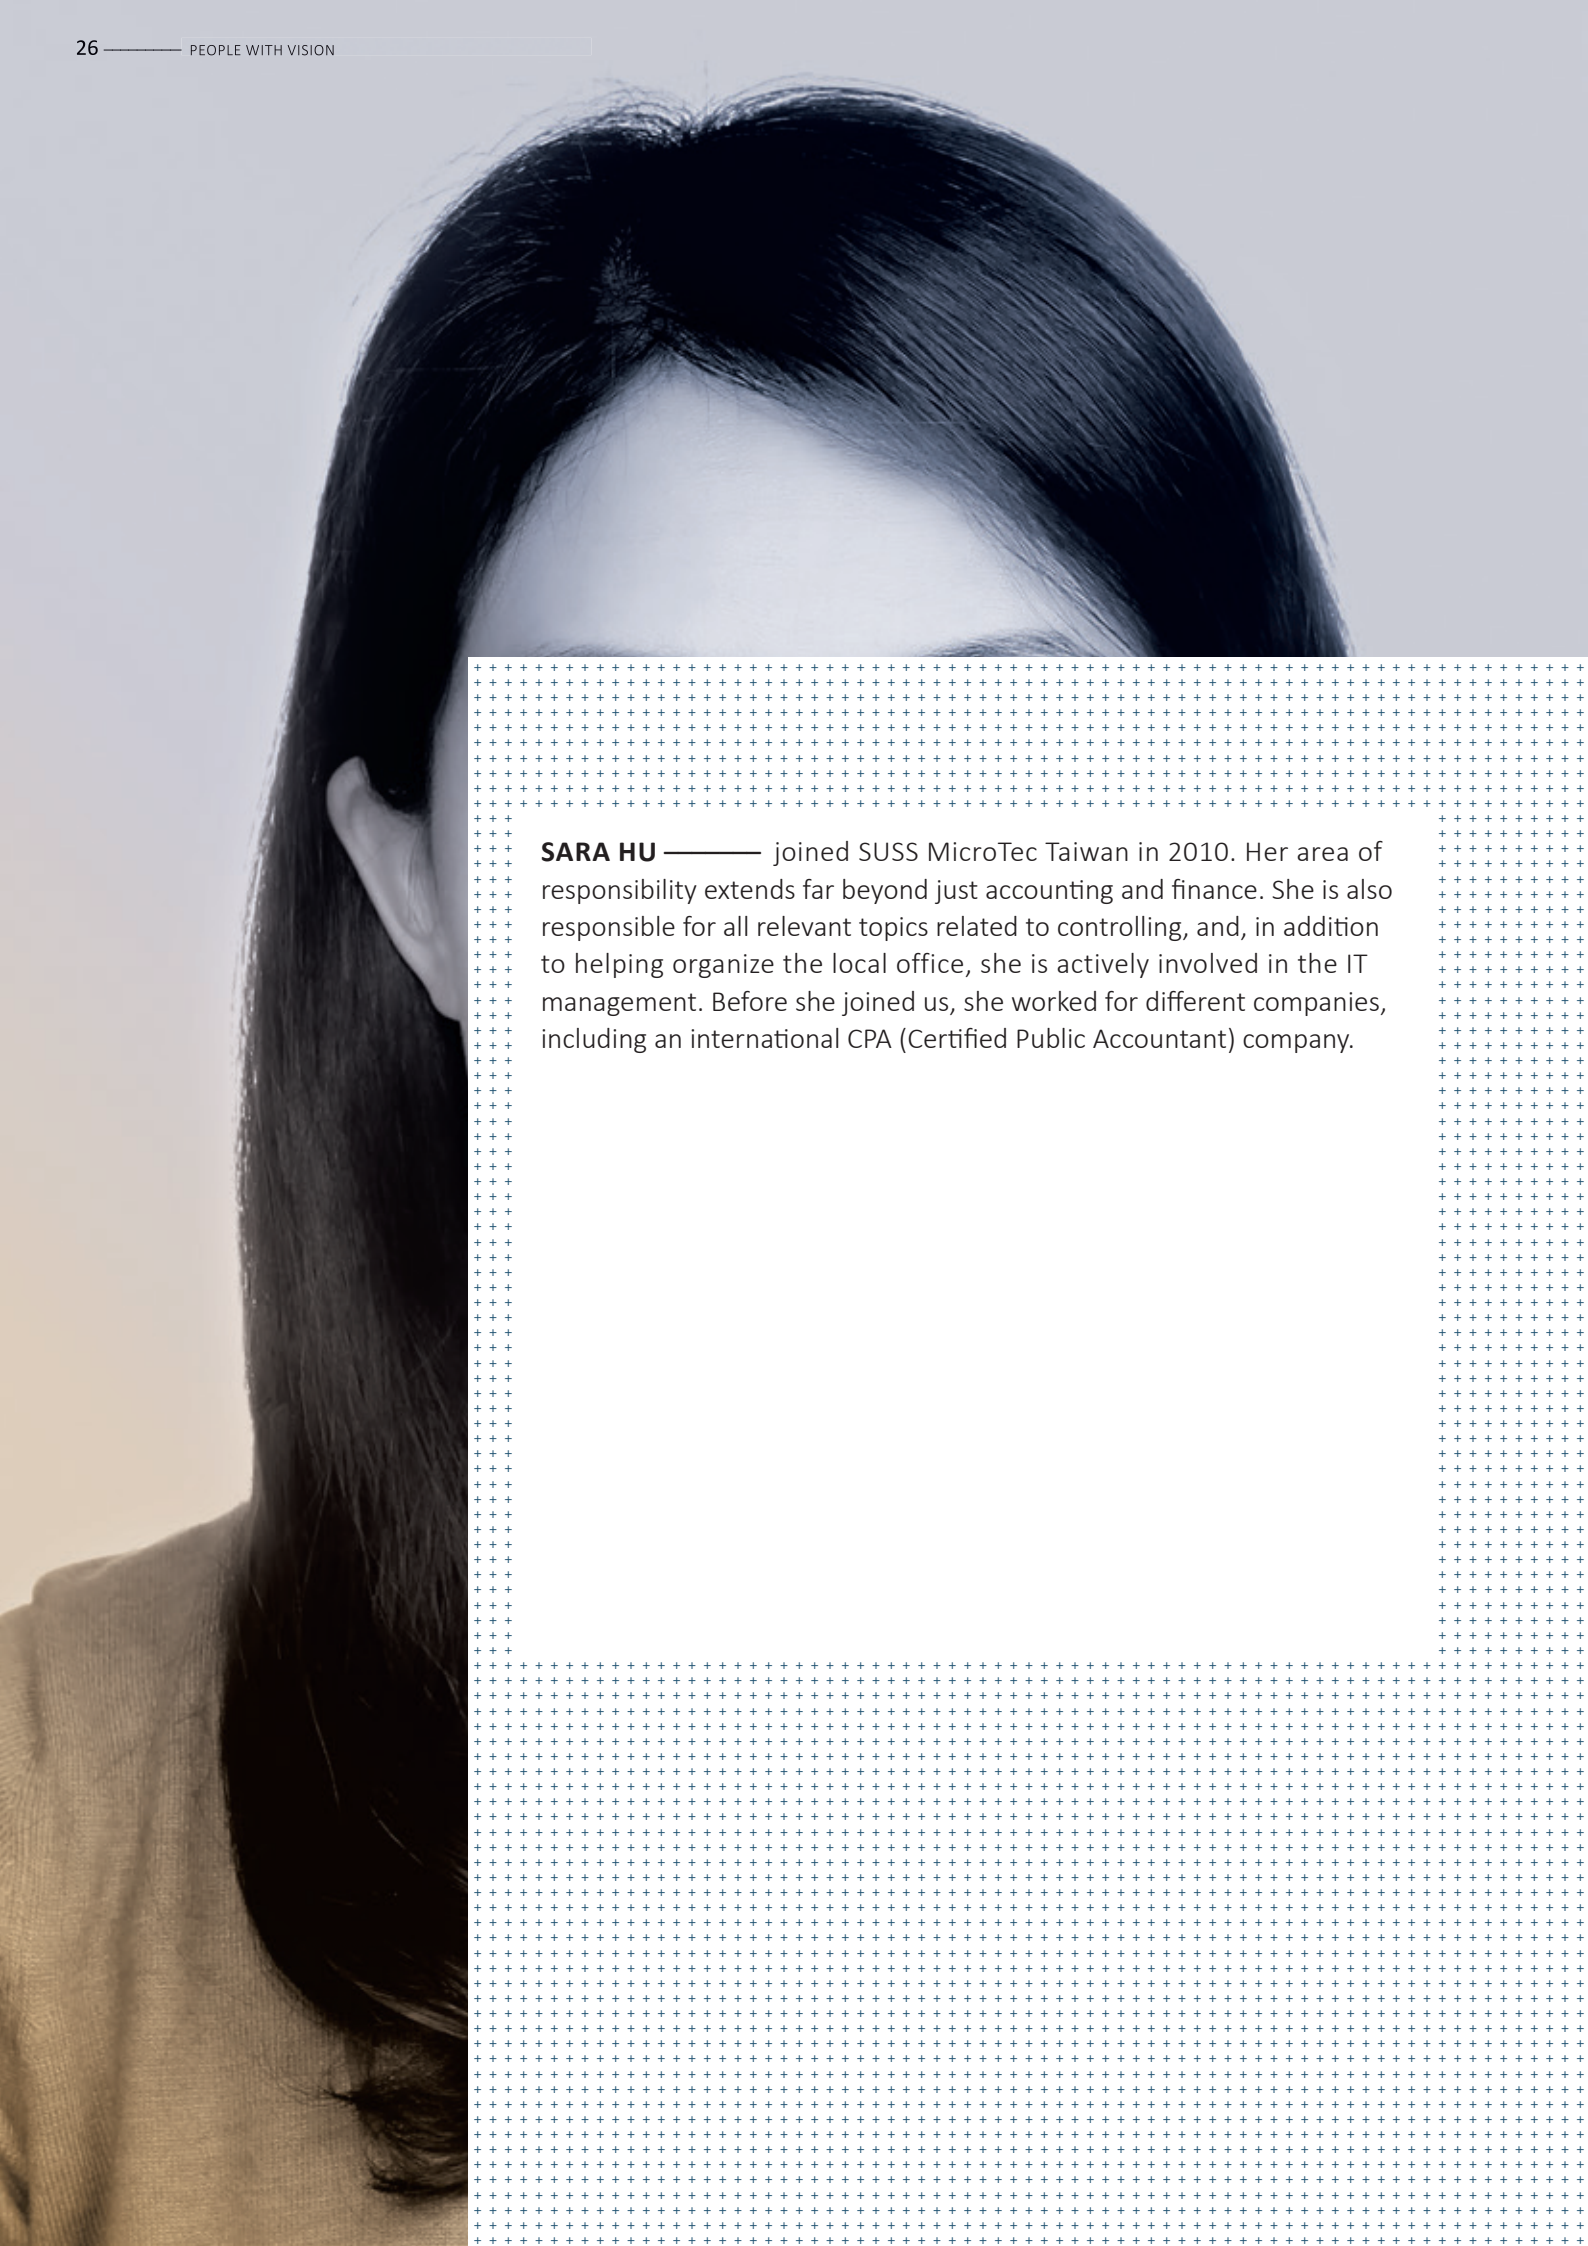 26 PEOPLE WITH VISION
SARA HU joined SUSS MicroTec Taiwan in 2010. Her area of
responsibility extends far beyond just accounting and finance. She is also
responsible for all relevant topics related to controlling, and, in addition
to helping organize the local office, she is actively involved in the IT
management. Before she joined us, she worked for different companies,
including an international CPA (Certified Public Accountant) company.